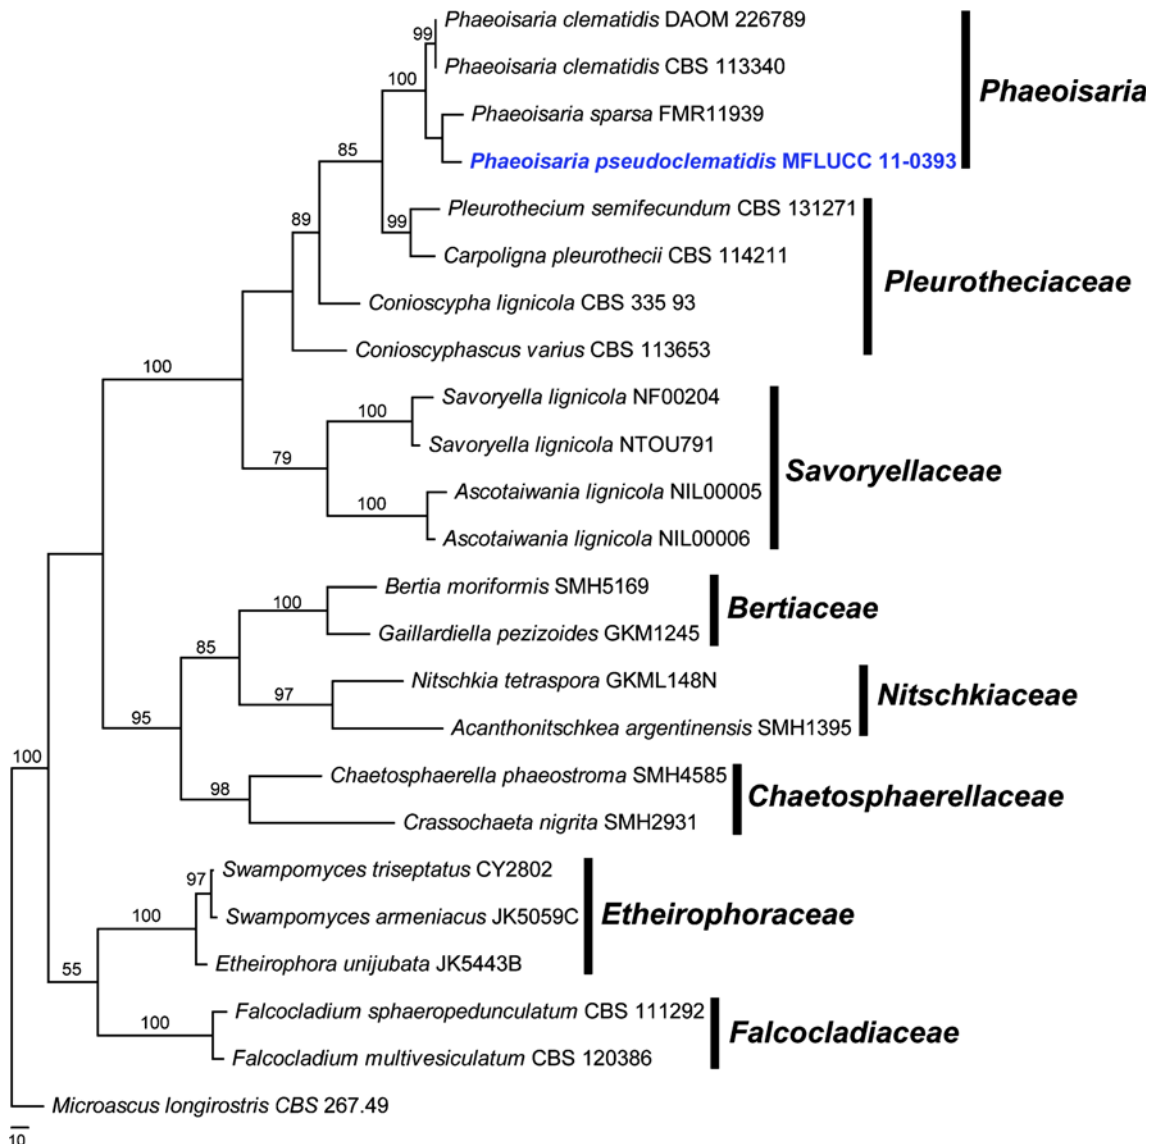 Phaeoisaria clematidis DAOM 226789
99
Phaeoisaria clematidis CBS 113340
100
Phaeoisaria
Phaeoisaria sparsa FMR11939
85
Phaeoisaria pseudoclematidis MFLUCC 11-0393
Pleurothecium semifecundum CBS 131271
89
99
Carpoligna pleurothecii CBS 114211
Pleurotheciaceae
Conioscypha lignicola CBS 335 93
Conioscyphascus varius CBS 113653
100
Savoryella lignicola NF00204
100
Savoryella lignicola NTOU791
79
Savoryellaceae
Ascotaiwania lignicola NIL00005
100
Ascotaiwania lignicola NIL00006
Bertia moriformis SMH5169
100
Bertiaceae
Gaillardiella pezizoides GKM1245
85
Nitschkia tetraspora GKML148N
97
Nitschkiaceae
95
Acanthonitschkea argentinensis SMH1395
100
Chaetosphaerella phaeostroma SMH4585
98
Chaetosphaerellaceae
Crassochaeta nigrita SMH2931
Swampomyces triseptatus CY2802
97
Swampomyces armeniacus JK5059C
100
Etheirophoraceae
Etheirophora unijubata JK5443B
55
Falcocladium sphaeropedunculatum CBS 111292
100
Falcocladiaceae
Falcocladium multivesiculatum CBS 120386
Microascus longirostris CBS 267.49
10